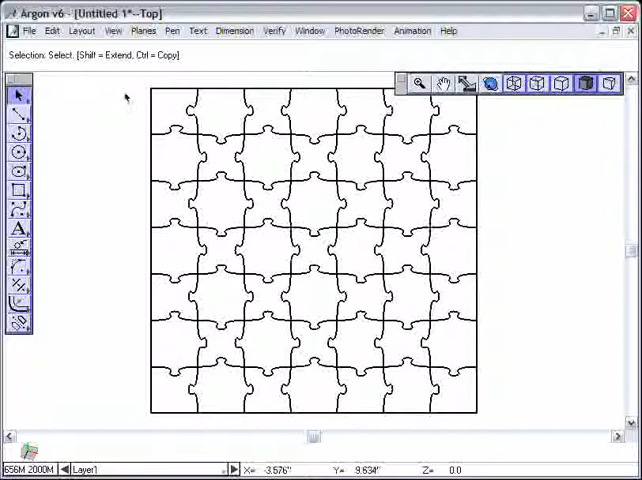 Argon v6 - [Untitled 1*--Top]
File Edit Layout View Planes Pen Text Dimension Verify Window PhotoRender Animation Help
Selection: Select. [Shift = Extend, Ctrl = Copy]
A
656M 2000M Layer1 X= -3.576" Y= 9.634" Z= 0.0